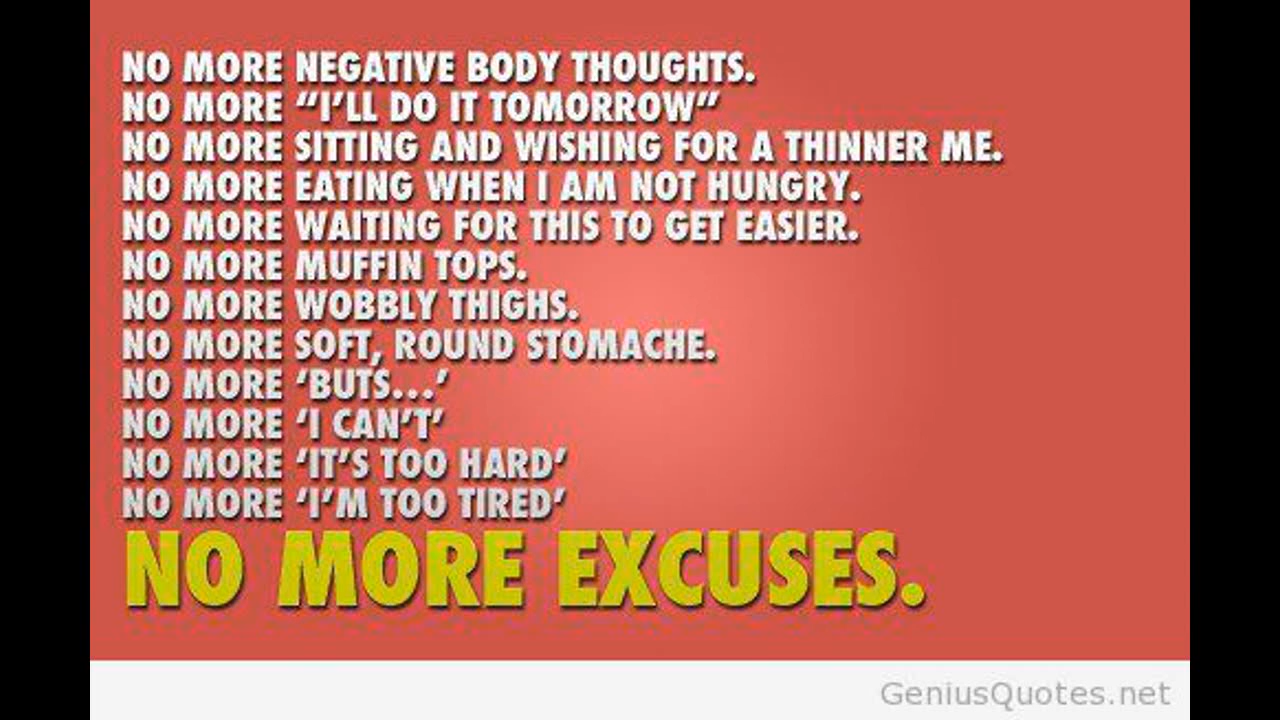 NO MORE NEGATIVE BODY THOUGHTS.
NO MORE “I’LL DO IT TOMORROW”
NO MORE SITTING AND WISHING FOR A THINNER ME.
NO MORE EATING WHEN I AM NOT HUNGRY.
NO MORE WAITING FOR THIS TO GET EASIER.
NO MORE MUFFIN TOPS.
NO MORE WOBBLY THIGHS.
NO MORE SOFT, ROUND STOMACHE.
NO MORE ‘BUTS...’
NO MORE ‘I CAN’T’
NO MORE ‘IT’S TOO HARD’
NO MORE ‘I’M TOO TIRED’
NO MORE EXCUSES.
GeniusQuotes.net